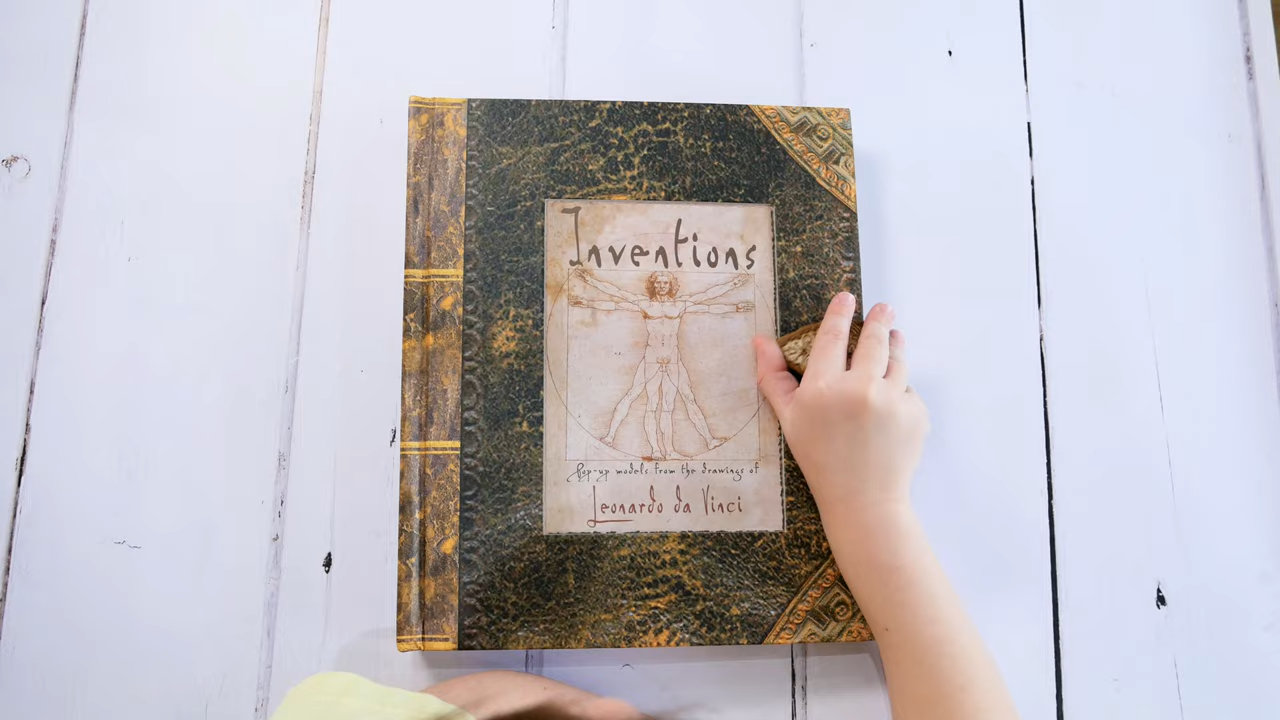 Inventions
Pop-up models from the drawings of
Leonardo da Vinci